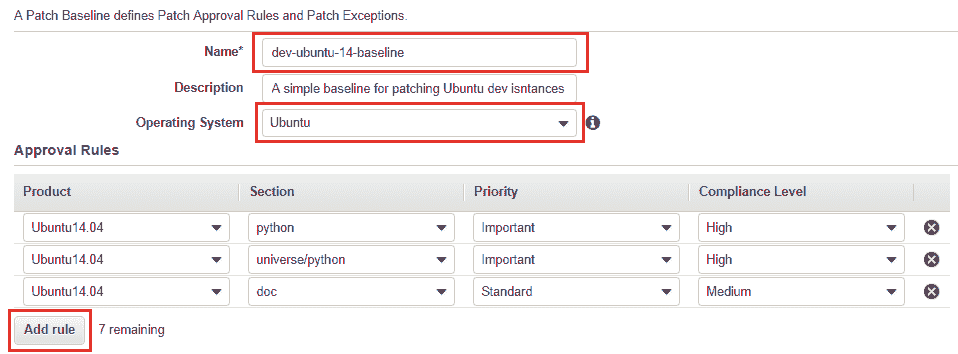 A Patch Baseline defines Patch Approval Rules and Patch Exceptions.
Name* dev-ubuntu-14-baseline
Description A simple baseline for patching Ubuntu dev isntances
Operating System Ubuntu
Approval Rules
Product Section Priority Compliance Level
Ubuntu14.04 python Important High
Ubuntu14.04 universe/python Important High
Ubuntu14.04 doc Standard Medium
Add rule 7 remaining